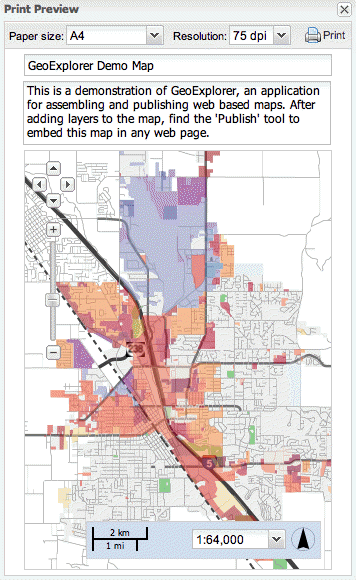 Print Preview
Paper size: A4 Resolution: 75 dpi Print
GeoExplorer Demo Map
This is a demonstration of GeoExplorer, an application
for assembling and publishing web based maps. After
adding layers to the map, find the 'Publish' tool to
embed this map in any web page.
5
2 km
1 mi
1:64,000